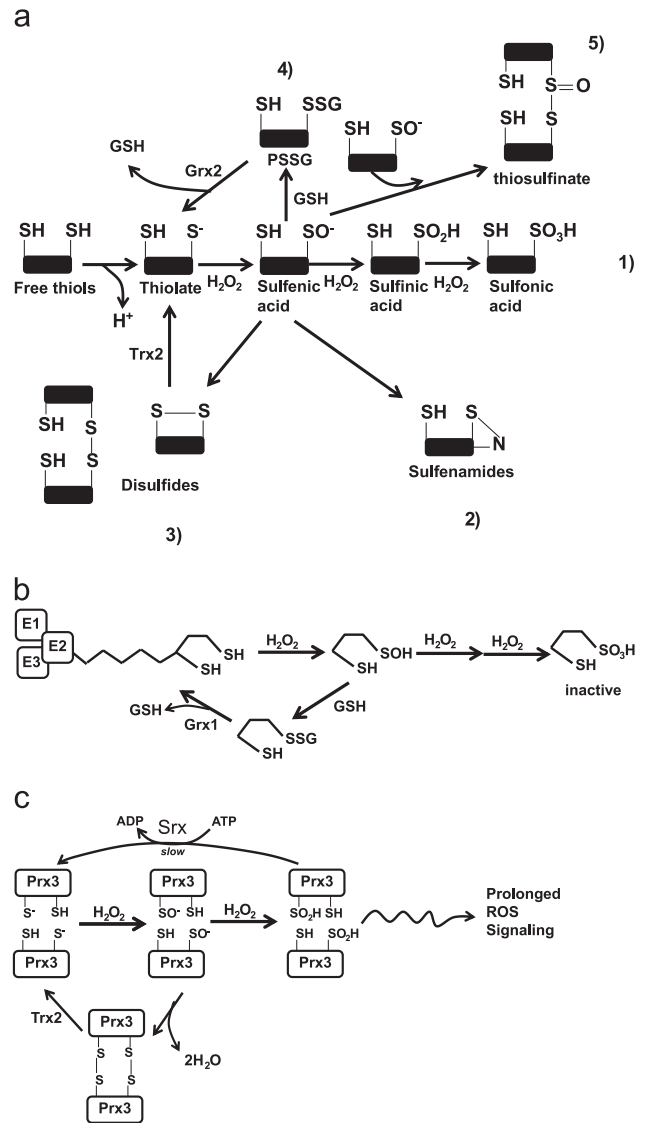 a
5)
SH
S=O
SH
S
thiosulfinate
4)
SH SSG
PSSG
SH SO⁻
GSH
Grx2
GSH
SH SH
Free thiols
H⁺
SH S⁻
Thiolate
H₂O₂
SH SO⁻
Sulfenic
acid
H₂O₂
SH SO₂H
Sulfinic
acid
H₂O₂
SH SO₃H
Sulfonic
acid
1)
Trx2
SH
S
SH
S
S S
Disulfides
3)
SH S
N
Sulfenamides
2)
b
E1
E2
E3
SH
SH
H₂O₂
SOH
SH
H₂O₂
H₂O₂
SO₃H
SH
inactive
GSH
Grx1
GSH
SSG
SH
c
ADP Srx ATP
slow
Prx3
S⁻ SH
SH S⁻
Prx3
H₂O₂
Prx3
SO⁻ SH
SH SO⁻
Prx3
H₂O₂
Prx3
SO₂H SH
SH SO₂H
Prx3
Prolonged
ROS
Signaling
Trx2
Prx3
S S
S S
Prx3
2H₂O